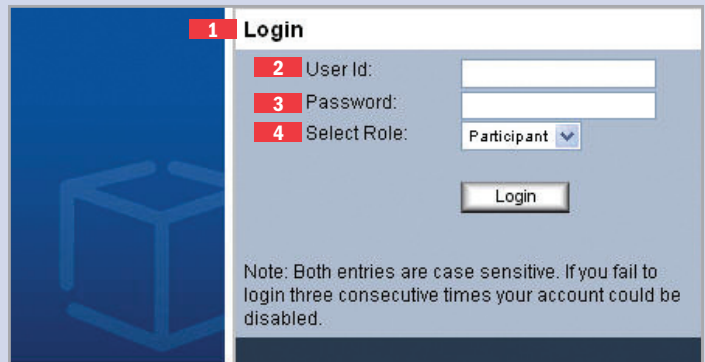 1 Login
2 User Id:
3 Password:
4 Select Role: Participant
Login
Note: Both entries are case sensitive. If you fail to
login three consecutive times your account could be
disabled.